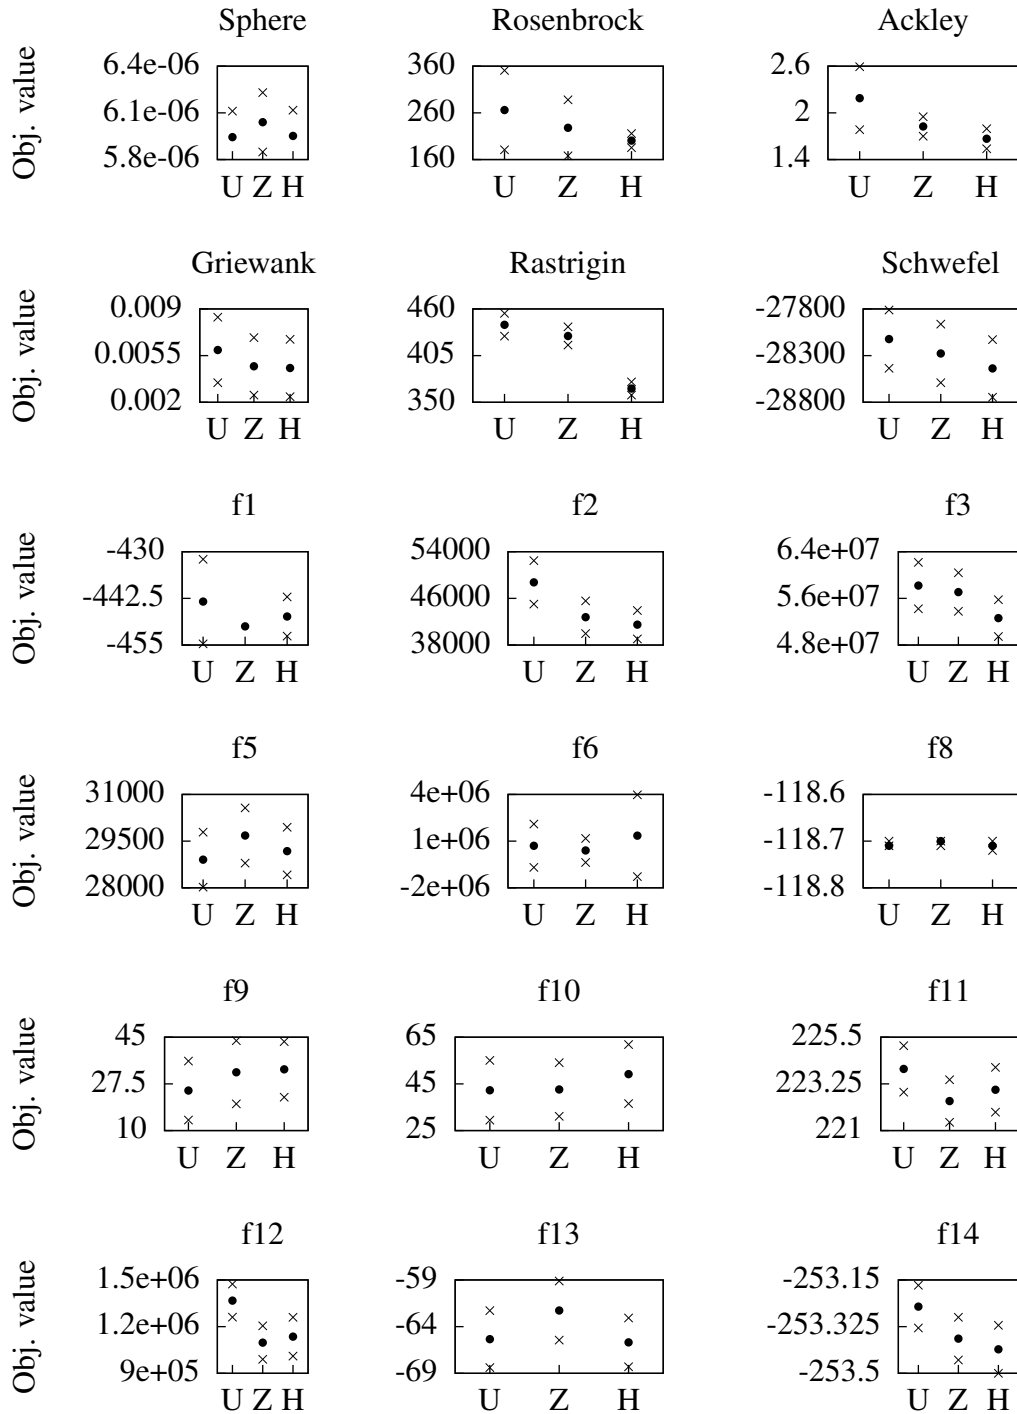 Sphere Rosenbrock Ackley
Obj. value
6.4e-06 360 2.6
6.1e-06 260 2
5.8e-06 160 1.4
U Z H U Z H U Z H
Griewank Rastrigin Schwefel
Obj. value
0.009 460 -27800
0.0055 405 -28300
0.002 350 -28800
U Z H U Z H U Z H
f1 f2 f3
Obj. value
-430 54000 6.4e+07
-442.5 46000 5.6e+07
-455 38000 4.8e+07
U Z H U Z H U Z H
f5 f6 f8
Obj. value
31000 4e+06 -118.6
29500 1e+06 -118.7
28000 -2e+06 -118.8
U Z H U Z H U Z H
f9 f10 f11
Obj. value
45 65 225.5
27.5 45 223.25
10 25 221
U Z H U Z H U Z H
f12 f13 f14
Obj. value
1.5e+06 -59 -253.15
1.2e+06 -64 -253.325
9e+05 -69 -253.5
U Z H U Z H U Z H